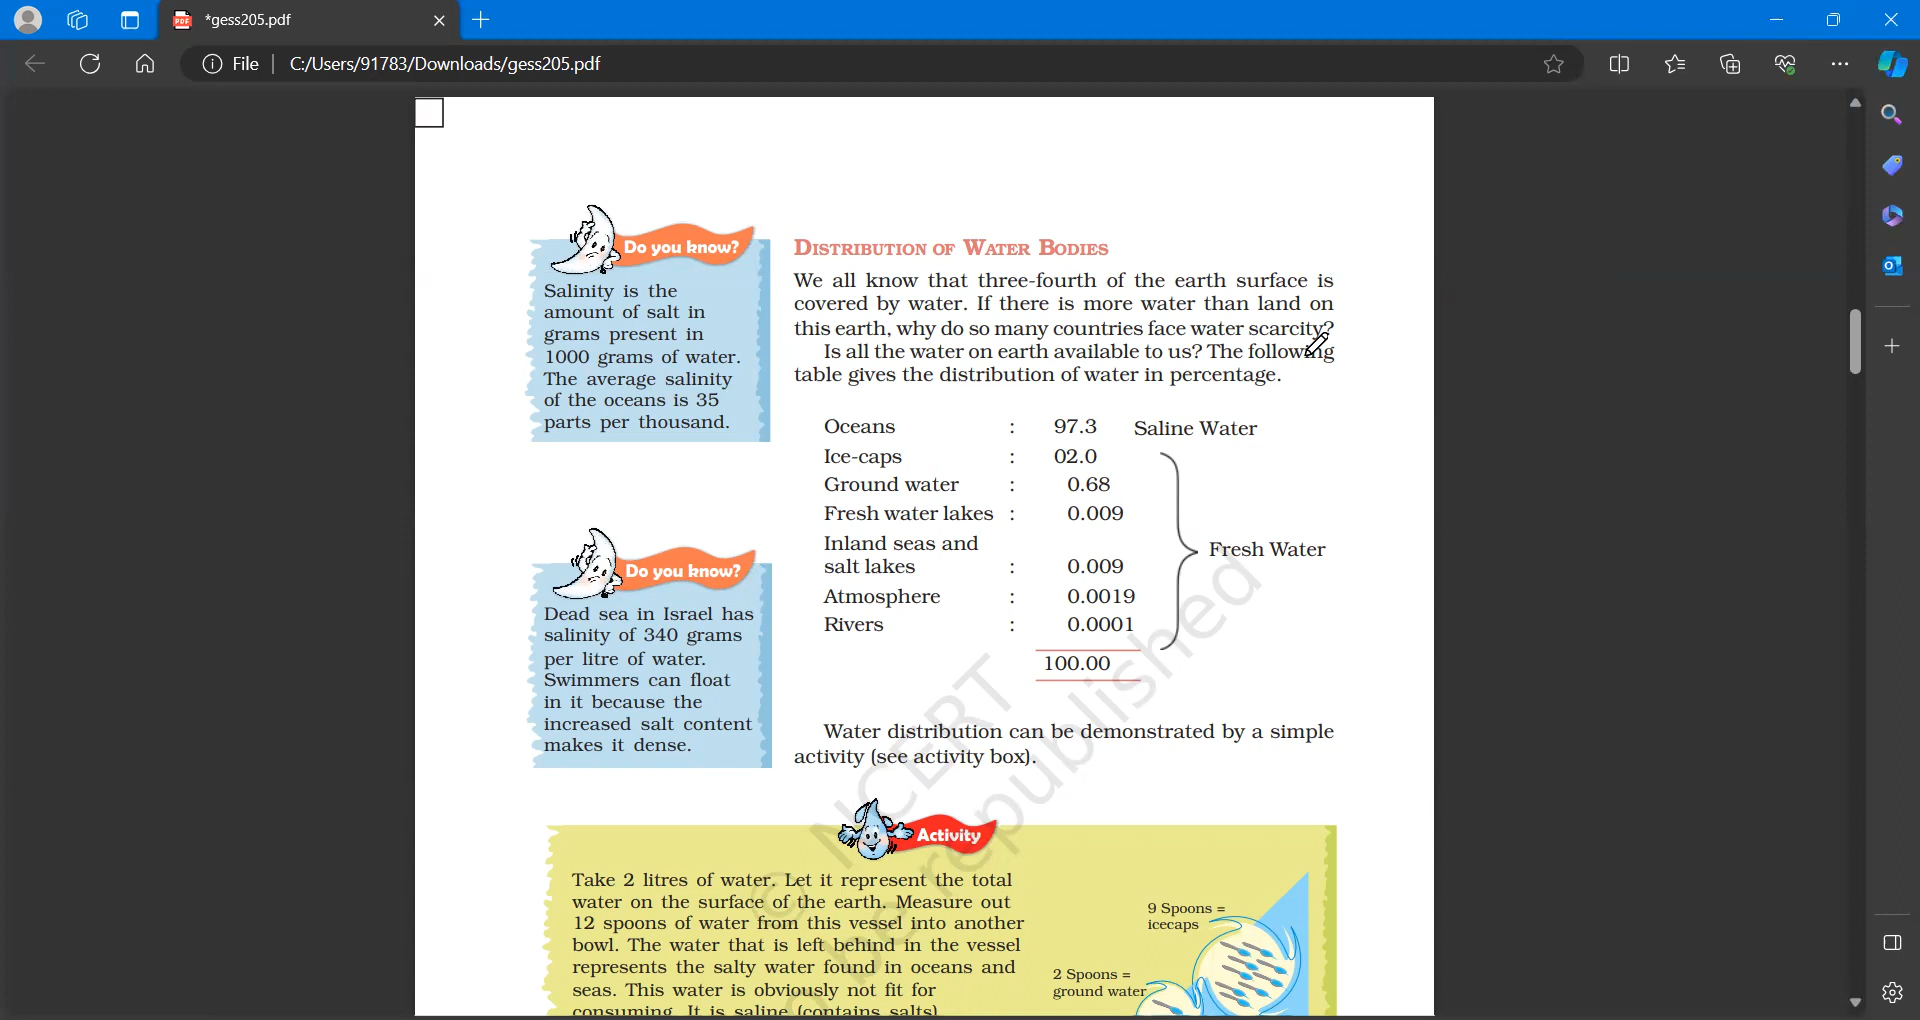 *gess205.pdf
File
C:/Users/91783/Downloads/gess205.pdf
Do you know?
Salinity is the
amount of salt in
grams present in
1000 grams of water.
The average salinity
of the oceans is 35
parts per thousand.
Do you know?
Dead sea in Israel has
salinity of 340 grams
per litre of water.
Swimmers can float
in it because the
increased salt content
makes it dense.
DISTRIBUTION OF WATER BODIES
We all know that three-fourth of the earth surface is
covered by water. If there is more water than land on
this earth, why do so many countries face water scarcity?
Is all the water on earth available to us? The following
table gives the distribution of water in percentage.
Oceans : 97.3 Saline Water
Ice-caps : 02.0
Ground water : 0.68
Fresh water lakes : 0.009
Inland seas and
salt lakes : 0.009
Fresh Water
Atmosphere : 0.0019
Rivers : 0.0001
100.00
Water distribution can be demonstrated by a simple
activity (see activity box).
Activity
Take 2 litres of water. Let it represent the total
water on the surface of the earth. Measure out
12 spoons of water from this vessel into another
bowl. The water that is left behind in the vessel
represents the salty water found in oceans and
seas. This water is obviously not fit for
consuming. It is saline (contains salts).
9 Spoons =
icecaps
2 Spoons =
ground water
© NCERT
be republished